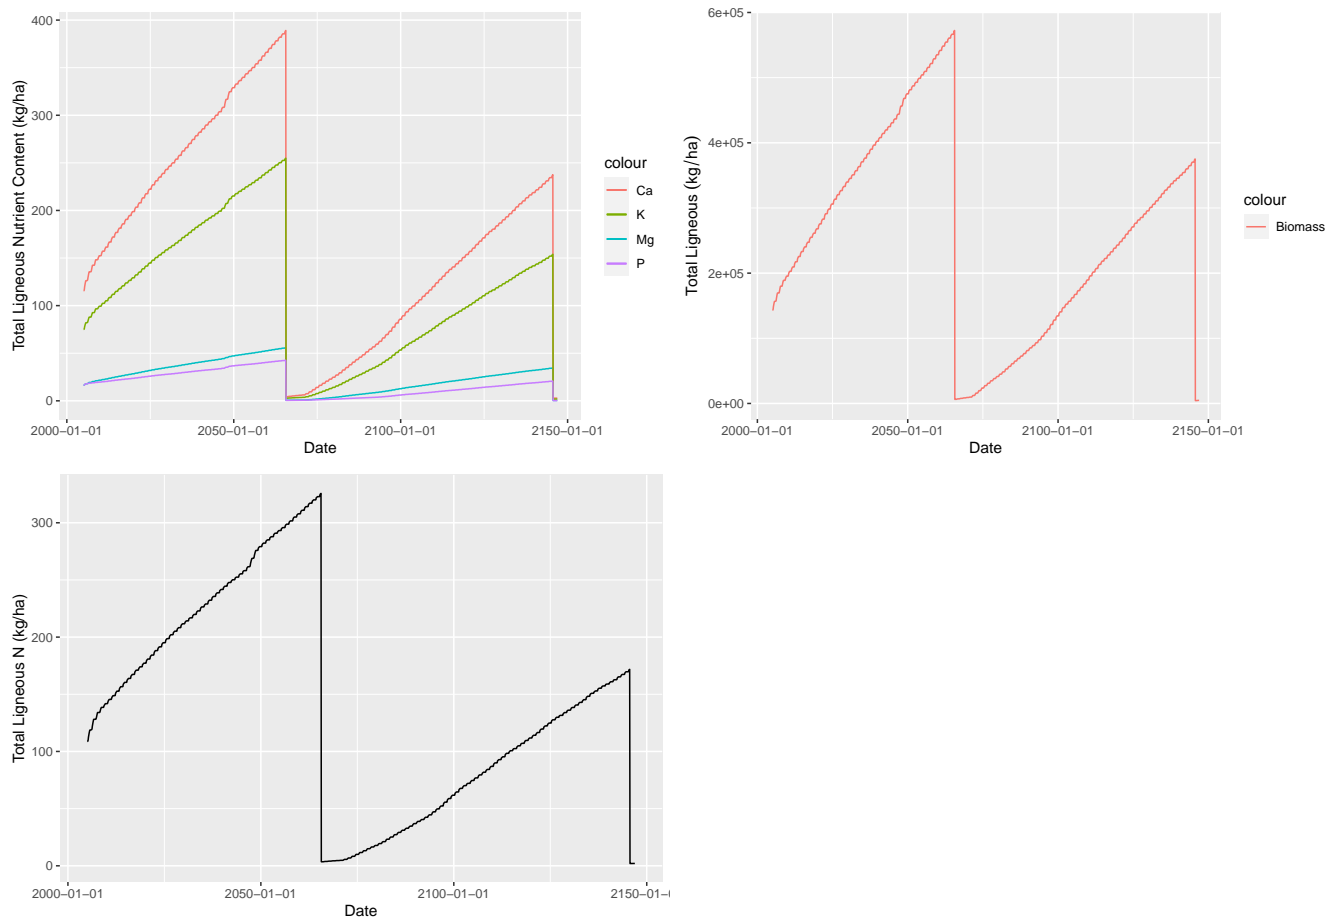 Total Ligneous Nutrient Content (kg/ha)
400
300
200
100
0
2000−01−01
2050−01−01
2100−01−01
2150−01−01
Date
colour
Ca
K
Mg
P
Total Ligneous (kg/ha)
6e+05
4e+05
2e+05
0e+00
2000−01−01
2050−01−01
2100−01−01
2150−01−01
Date
colour
Biomass
Total Ligneous N (kg/ha)
300
200
100
0
2000−01−01
2050−01−01
2100−01−01
2150−01−0
Date